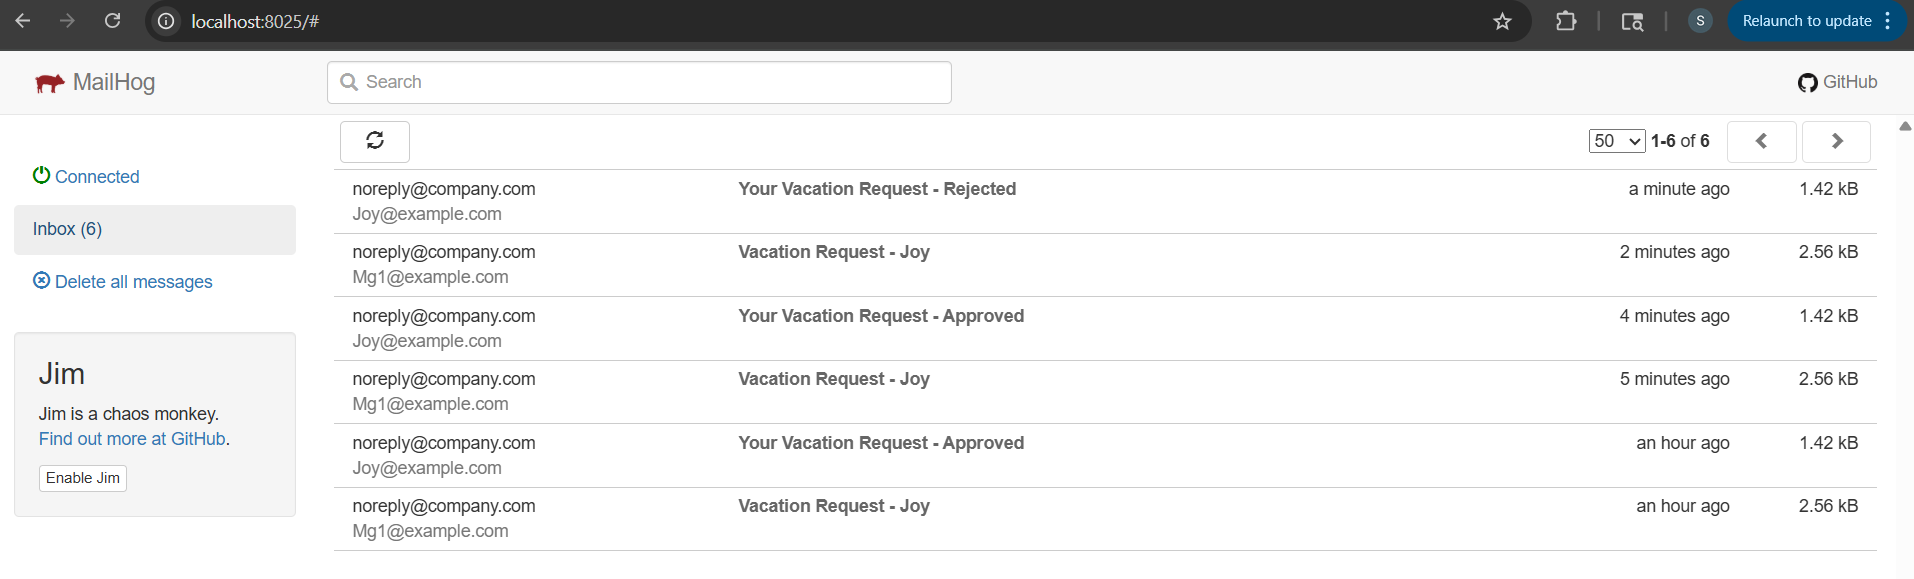 localhost:8025/#
S
Relaunch to update
MailHog
Search
GitHub
50
1-6 of 6
Connected
Inbox (6)
Delete all messages
Jim
Jim is a chaos monkey.
Find out more at GitHub.
Enable Jim
noreply@company.com Your Vacation Request - Rejected a minute ago 1.42 kB
Joy@example.com
noreply@company.com Vacation Request - Joy 2 minutes ago 2.56 kB
Mg1@example.com
noreply@company.com Your Vacation Request - Approved 4 minutes ago 1.42 kB
Joy@example.com
noreply@company.com Vacation Request - Joy 5 minutes ago 2.56 kB
Mg1@example.com
noreply@company.com Your Vacation Request - Approved an hour ago 1.42 kB
Joy@example.com
noreply@company.com Vacation Request - Joy an hour ago 2.56 kB
Mg1@example.com